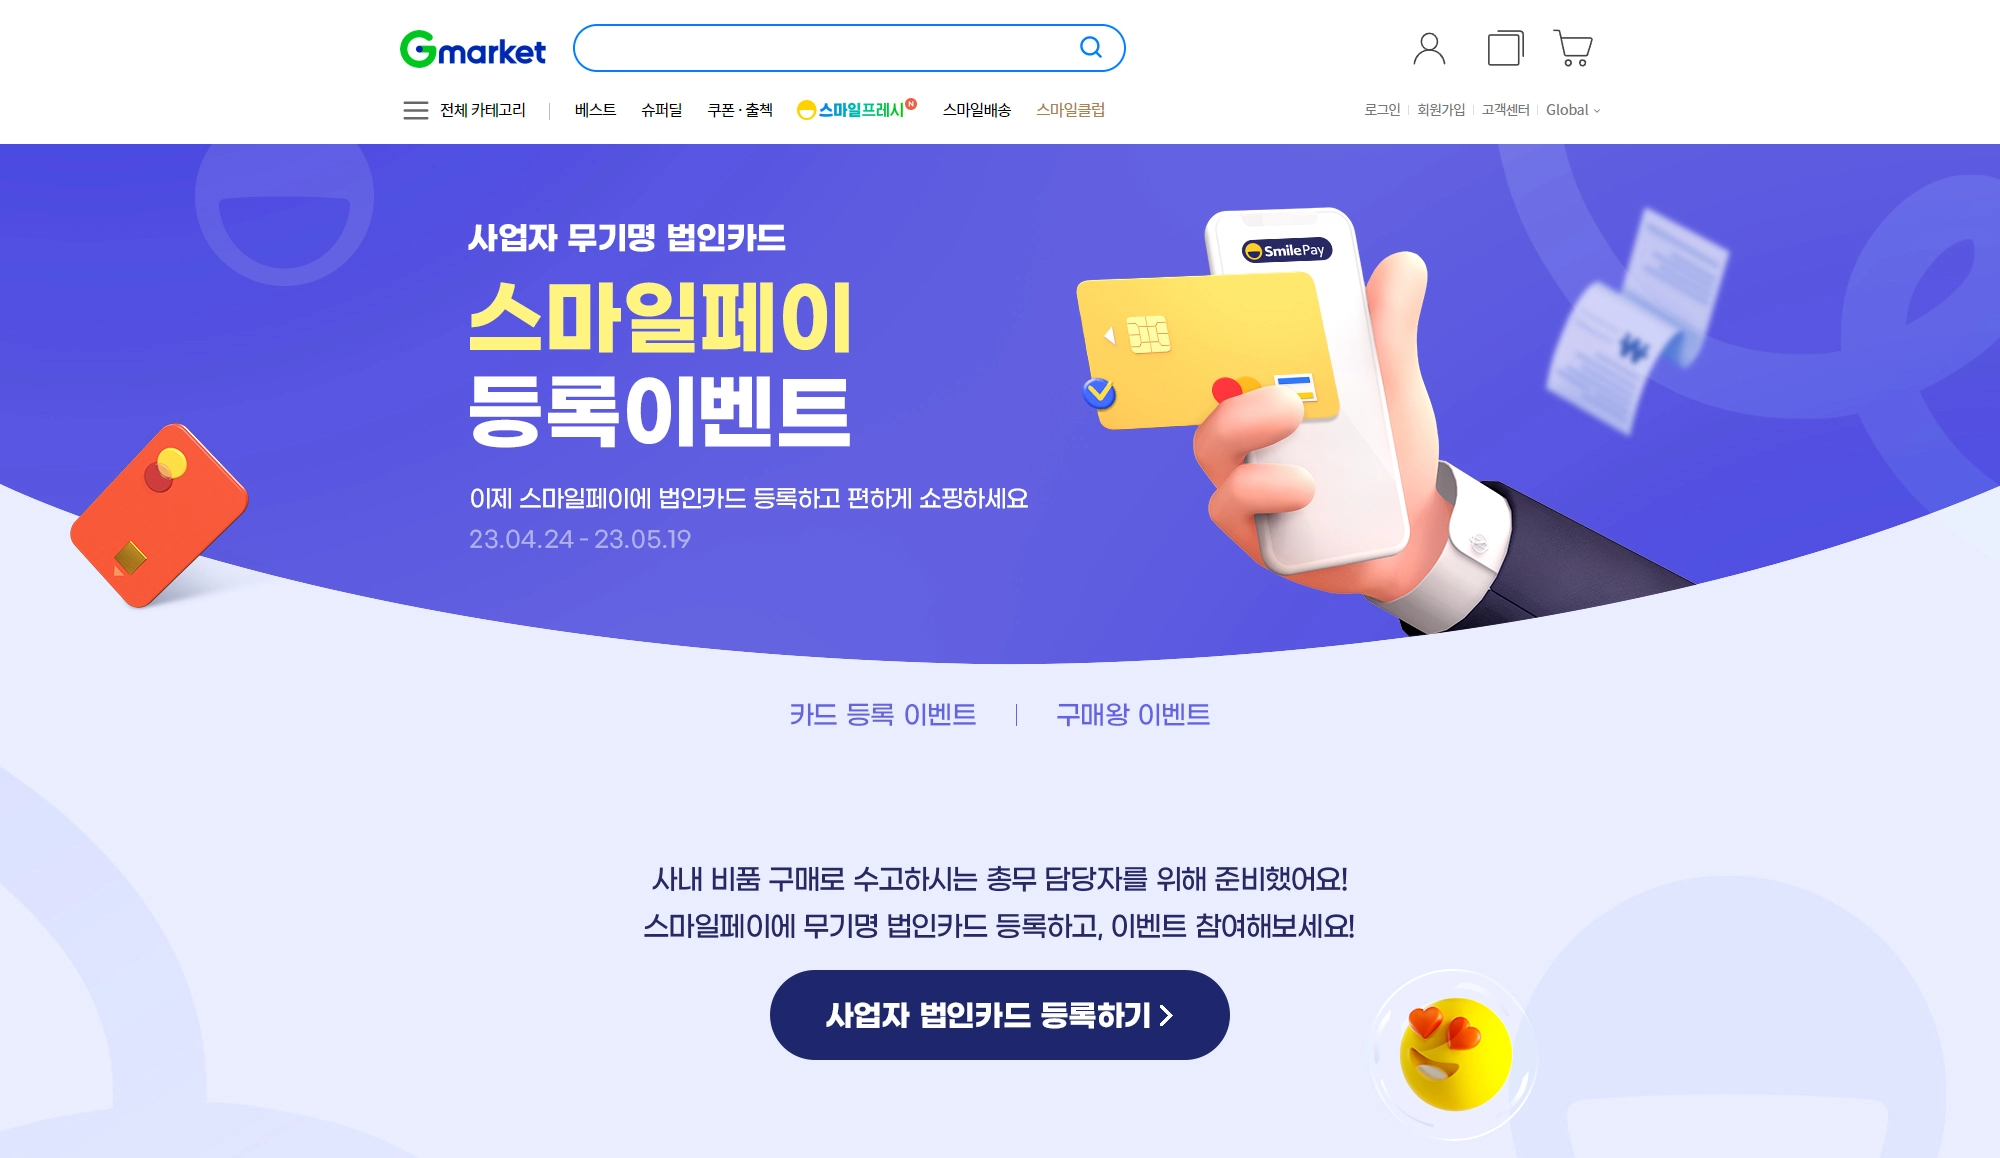 Gmarket
전체 카테고리
베스트
슈퍼딜
쿠폰·출첵
스마일프레시 N
스마일배송
스마일클럽
로그인
회원가입
고객센터
Global
사업자 무기명 법인카드
스마일페이
등록이벤트
이제 스마일페이에 법인카드 등록하고 편하게 쇼핑하세요
23.04.24 - 23.05.19
SmilePay
₩
카드 등록 이벤트
구매왕 이벤트
사내 비품 구매로 수고하시는 총무 담당자를 위해 준비했어요!
스마일페이에 무기명 법인카드 등록하고, 이벤트 참여해보세요!
사업자 법인카드 등록하기 >